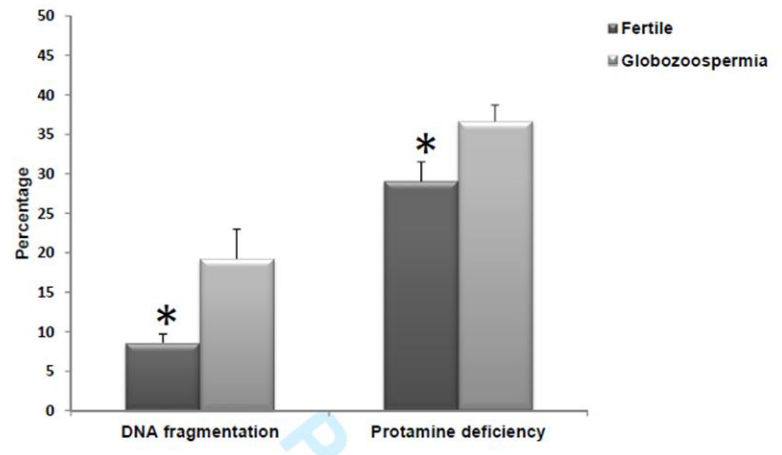 50
45
40
35
30
25
20
15
10
5
0
Percentage
*
*
DNA fragmentation
Protamine deficiency
Fertile
Globozoospermia
P